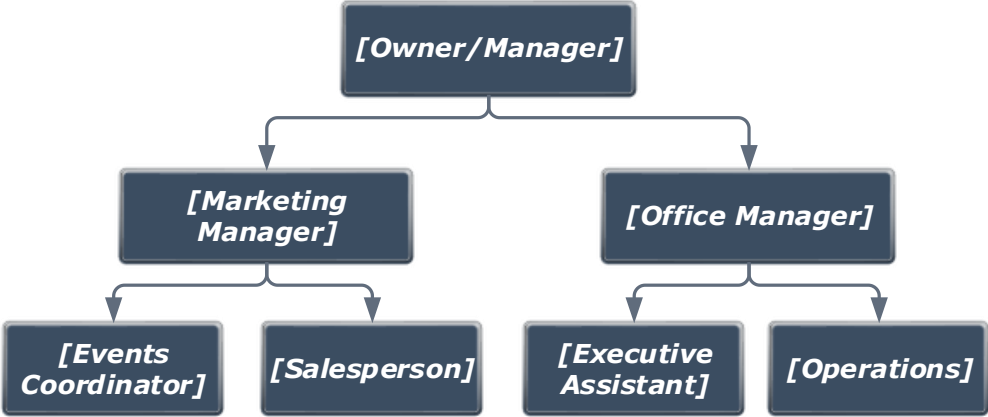 [Owner/Manager]
[Marketing
Manager]
[Office Manager]
[Events
Coordinator]
[Salesperson]
[Executive
Assistant]
[Operations]